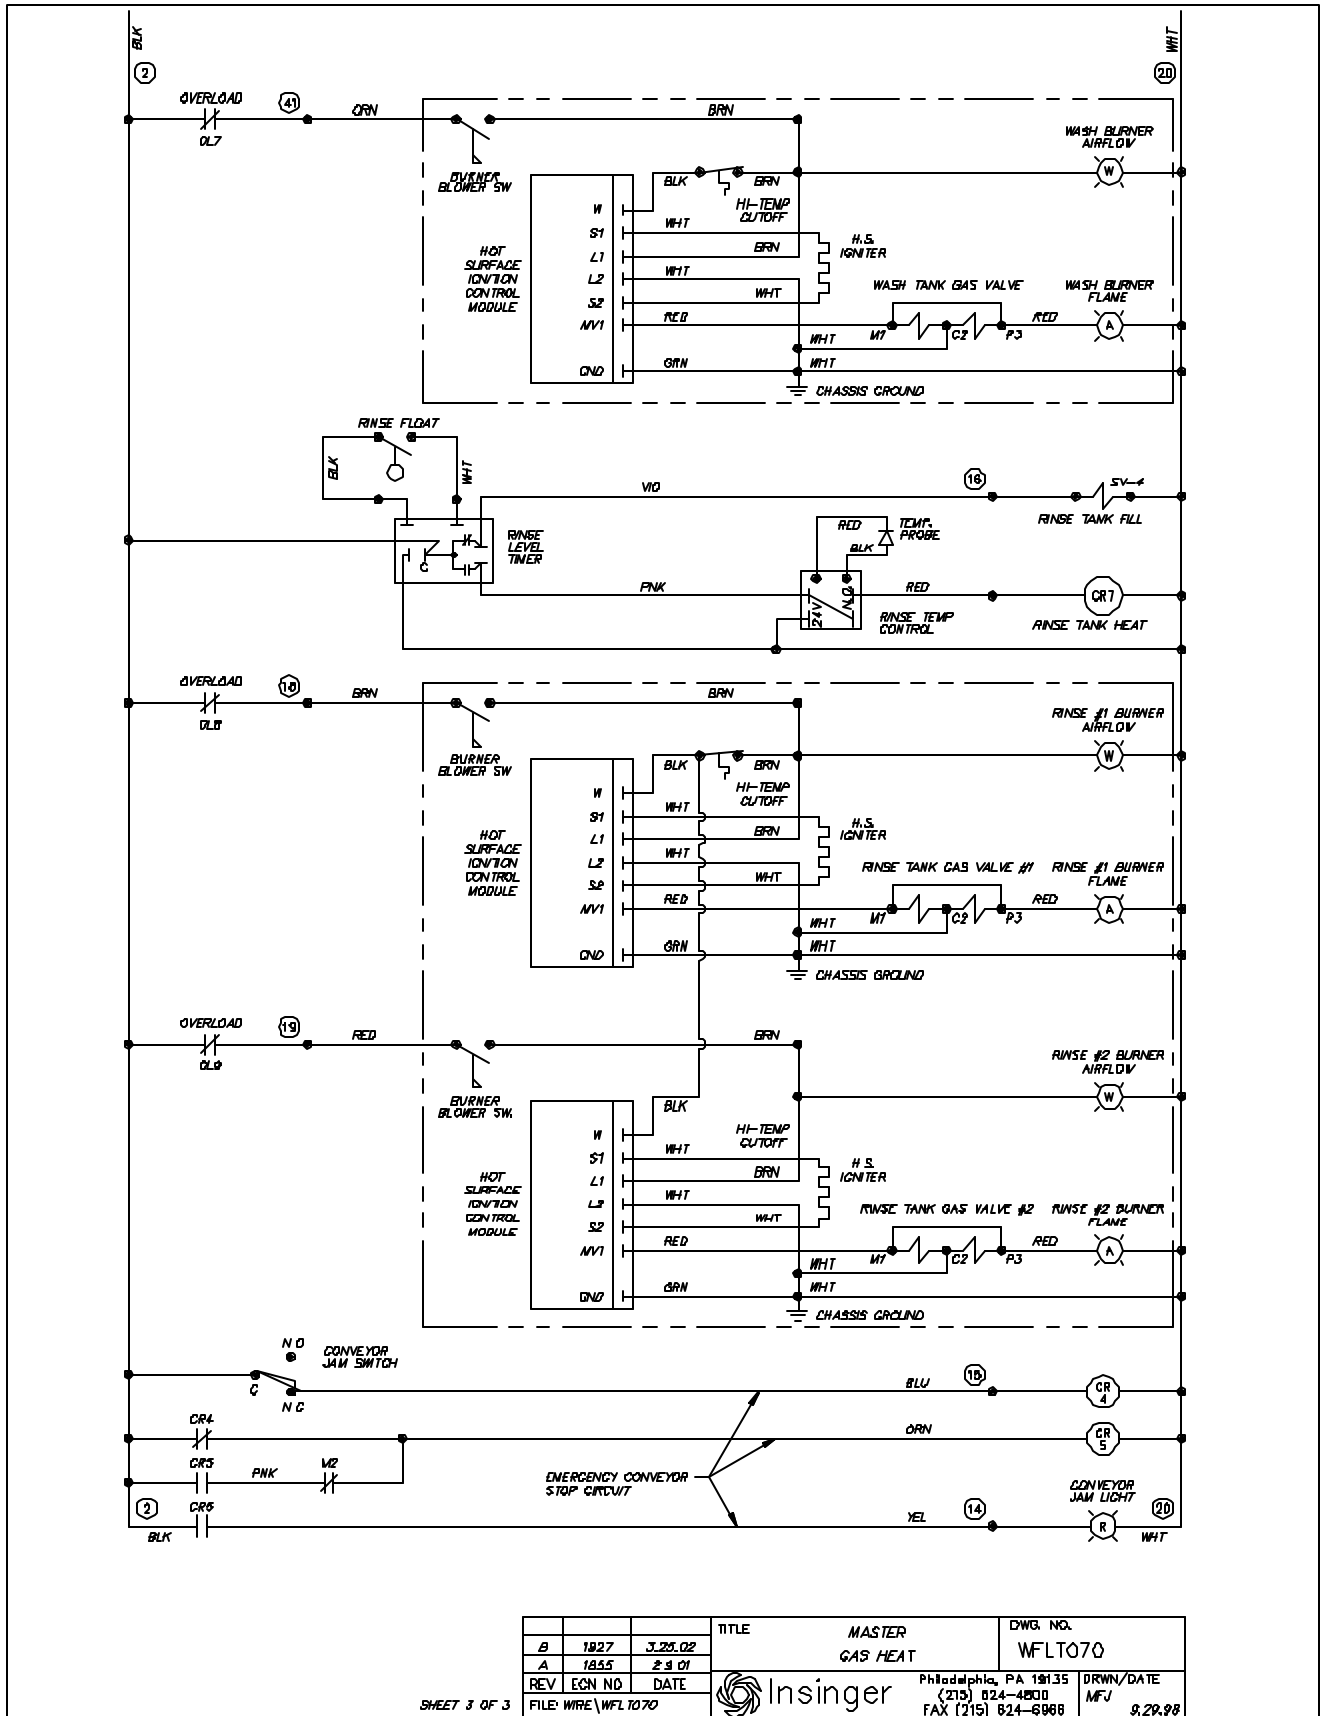 BLK
WHT
2
20
OVERLOAD
41
ORN
BRN
OL7
WASH BURNER
AIRFLOW
W
BURNER
BLOWER SW
BLK
BRN
HI-TEMP
CUTOFF
W
WHT
S1
H.S.
IGNITER
HOT
SURFACE
IGNITION
CONTROL
MODULE
BRN
L1
WHT
L2
WHT
S2
WASH TANK GAS VALVE
WASH BURNER
FLAME
RED
MV1
M1
C2
P3
RED
A
WHT
GRN
WHT
GND
CHASSIS GROUND
RINSE FLOAT
BLK
WHT
VIO
16
SV-4
RINSE TANK FILL
RINSE
LEVEL
TIMER
C
RED
TEMP.
PROBE
BLK
PNK
24V
N.O.
RED
CR7
RINSE TEMP
CONTROL
RINSE TANK HEAT
OVERLOAD
18
BRN
BRN
OL8
RINSE #1 BURNER
AIRFLOW
W
BURNER
BLOWER SW
BLK
BRN
HI-TEMP
CUTOFF
W
WHT
S1
H.S.
IGNITER
HOT
SURFACE
IGNITION
CONTROL
MODULE
BRN
L1
WHT
L2
WHT
S2
RINSE TANK GAS VALVE #1
RINSE #1 BURNER
FLAME
RED
MV1
M1
C2
P3
RED
A
WHT
GRN
WHT
GND
CHASSIS GROUND
OVERLOAD
19
RED
BRN
OL9
RINSE #2 BURNER
AIRFLOW
W
BURNER
BLOWER SW.
BLK
HI-TEMP
CUTOFF
W
WHT
S1
H.S.
IGNITER
HOT
SURFACE
IGNITION
CONTROL
MODULE
BRN
L1
WHT
L2
WHT
S2
RINSE TANK GAS VALVE #2
RINSE #2 BURNER
FLAME
RED
MV1
M1
C2
P3
RED
A
WHT
GRN
WHT
GND
CHASSIS GROUND
N O
CONVEYOR
JAM SWITCH
C
N C
BLU
15
CR
4
CR4
ORN
CR
5
CR5
PNK
M2
EMERGENCY CONVEYOR
STOP CIRCUIT
CONVEYOR
JAM LIGHT
2
CR6
14
20
BLK
YEL
R
WHT
TITLE
MASTER
GAS HEAT
DWG. NO.
WFLT070
B 1927 3.25.02
A 1855 2 9 01
REV ECN NO DATE
Insinger
Philadelphia, PA 19135
(215) 624-4800
FAX (215) 624-6966
DRWN/DATE
MFJ
9.29.98
SHEET 3 OF 3
FILE: WIRE\WFLT070